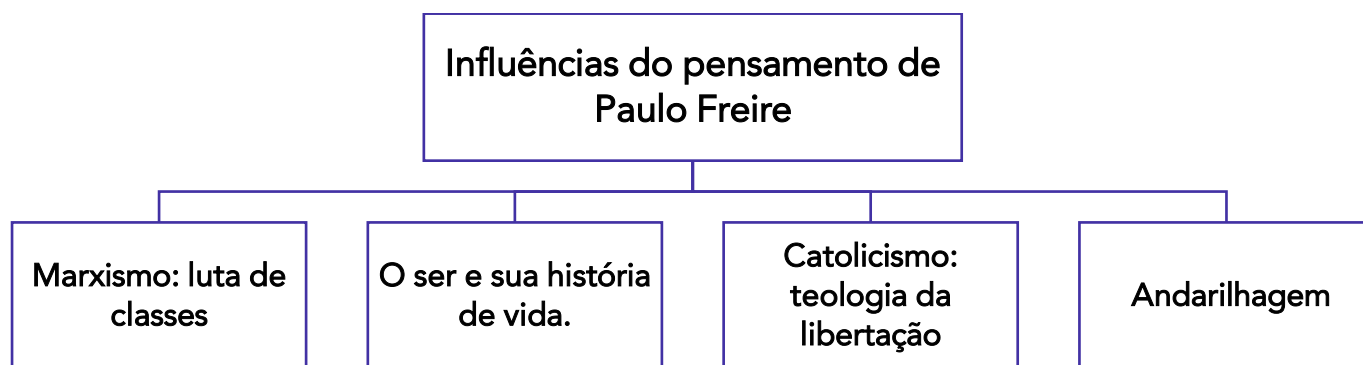 Influências do pensamento de
Paulo Freire
Marxismo: luta de
classes
O ser e sua história
de vida.
Catolicismo:
teologia da
libertação
Andarilhagem